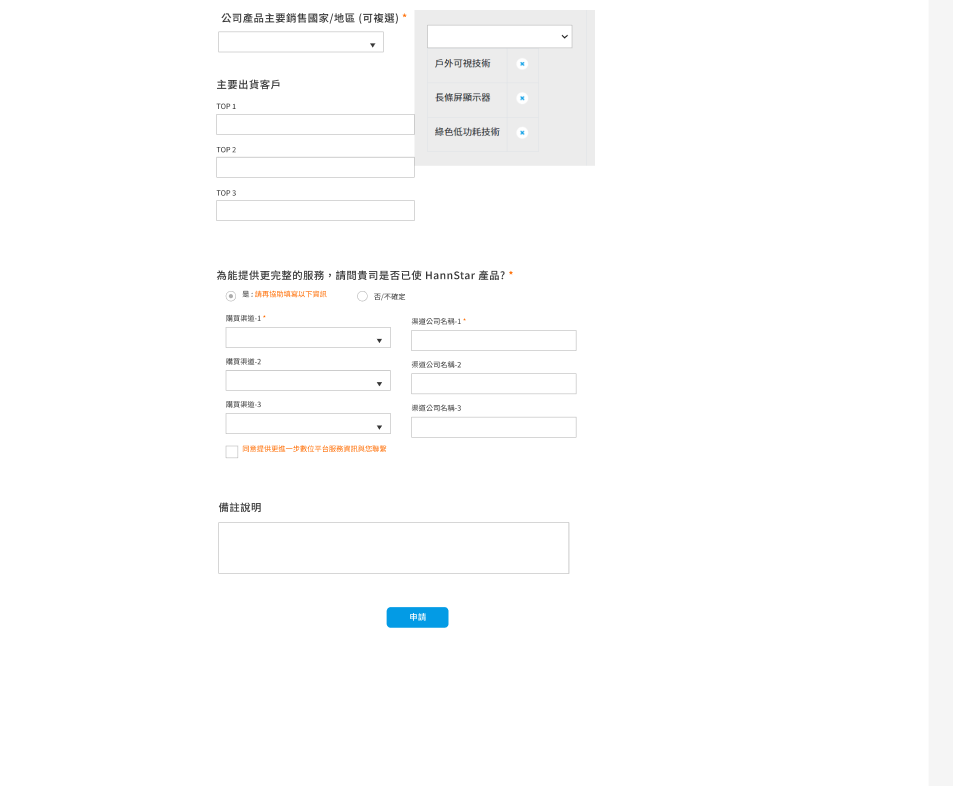 公司產品主要銷售國家/地區 (可複選) *
戶外可視技術
長條屏顯示器
綠色低功耗技術
主要出貨客戶
TOP 1
TOP 2
TOP 3
為能提供更完整的服務，請問貴司是否已使 HannStar 產品? *
是 : 請再協助填寫以下資訊
否/不確定
購買渠道-1 *
渠道公司名稱-1 *
購買渠道-2
渠道公司名稱-2
購買渠道-3
渠道公司名稱-3
同意提供更進一步數位平台服務資訊與您聯繫
備註說明
申請